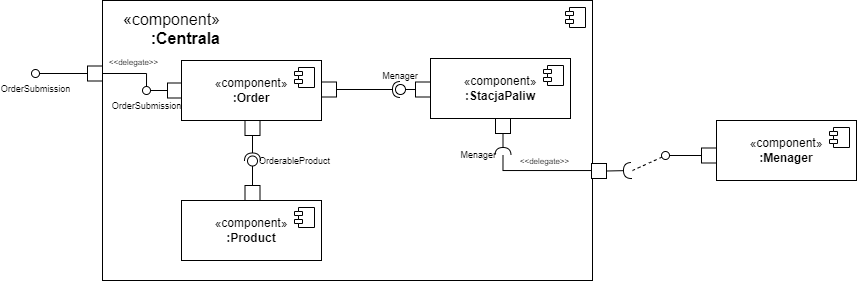 «component»
:Centrala
<<delegate>>
OrderSubmission
OrderSubmission
«component»
:Order
Menager
«component»
:StacjaPaliw
OrderableProduct
Menager
<<delegate>>
«component»
:Menager
«component»
:Product